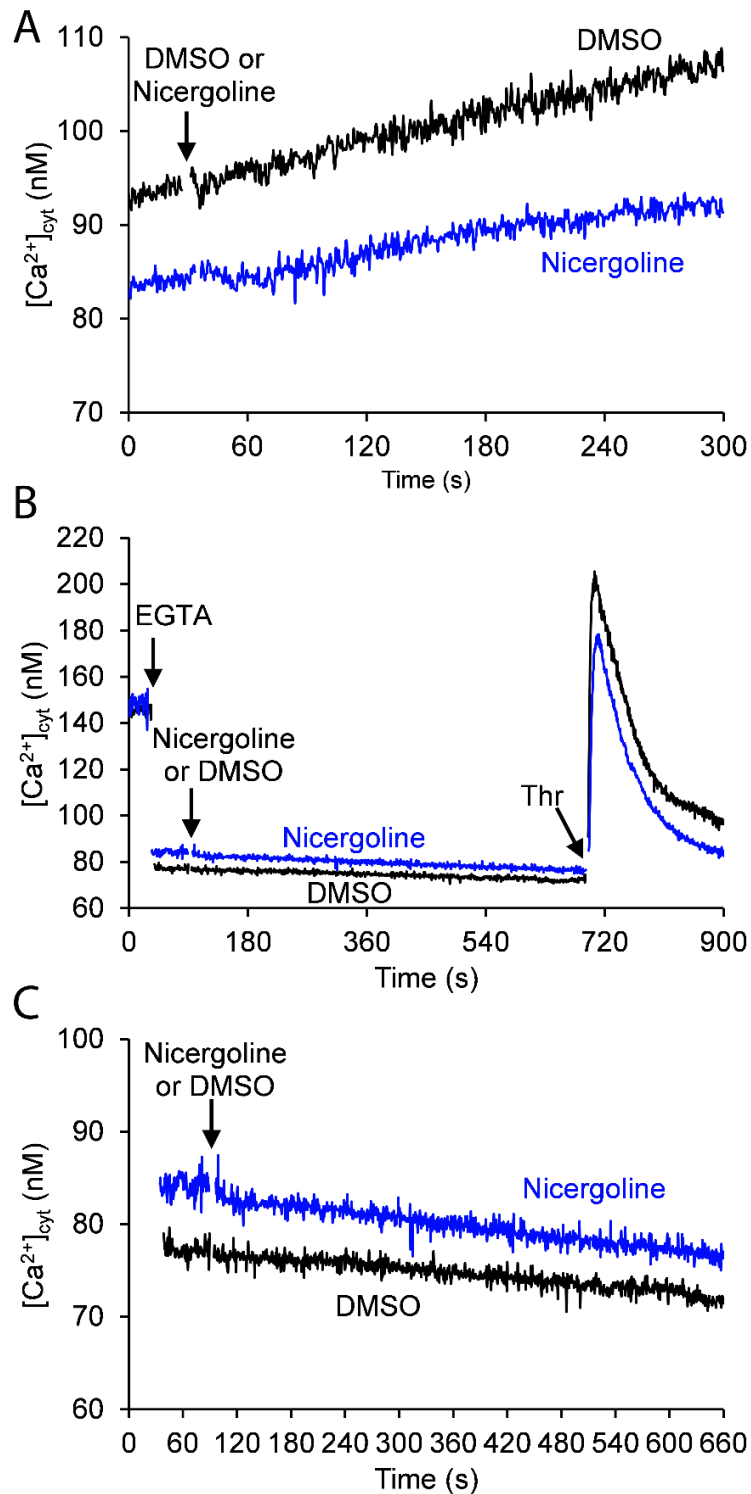 A
[Ca²⁺]cyt (nM)
110
100
90
80
70
DMSO or
Nicergoline
DMSO
Nicergoline
0 60 120 180 240 300
Time (s)
B
[Ca²⁺]cyt (nM)
220
200
180
160
140
120
100
80
60
EGTA
Nicergoline
or DMSO
Nicergoline
DMSO
Thr
0 180 360 540 720 900
Time (s)
C
[Ca²⁺]cyt (nM)
100
90
80
70
60
Nicergoline
or DMSO
Nicergoline
DMSO
0 60 120 180 240 300 360 420 480 540 600 660
Time (s)